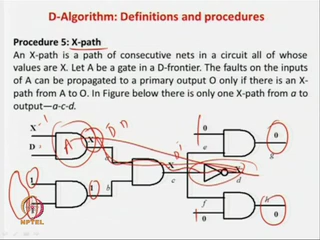 D-Algorithm: Definitions and procedures
Procedure 5: X-path
An X-path is a path of consecutive nets in a circuit all of whose
values are X. Let A be a gate in a D-frontier. The faults on the inputs
of A can be propagated to a primary output O only if there is an X-
path from A to O. In Figure below there is only one X-path from a to
output—a-c-d.
X 1 D D 0 0
D A X a e g
X D' X
c d
1 1 b f h
1 0 0
NPTEL